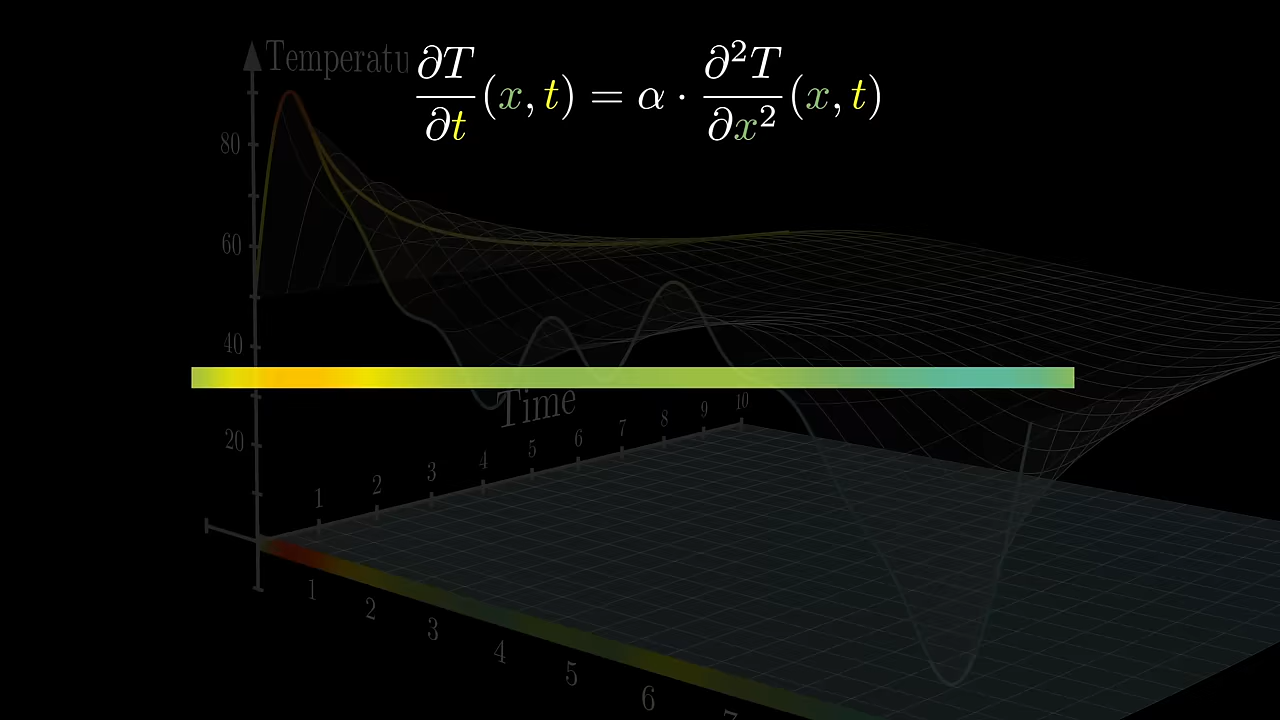 Temperatu
∂T/∂t (x, t) = α · ∂²T/∂x² (x, t)
80
60
40
20
Time
1 2 3 4 5 6 7 8 9 10
1 2 3 4 5 6 7